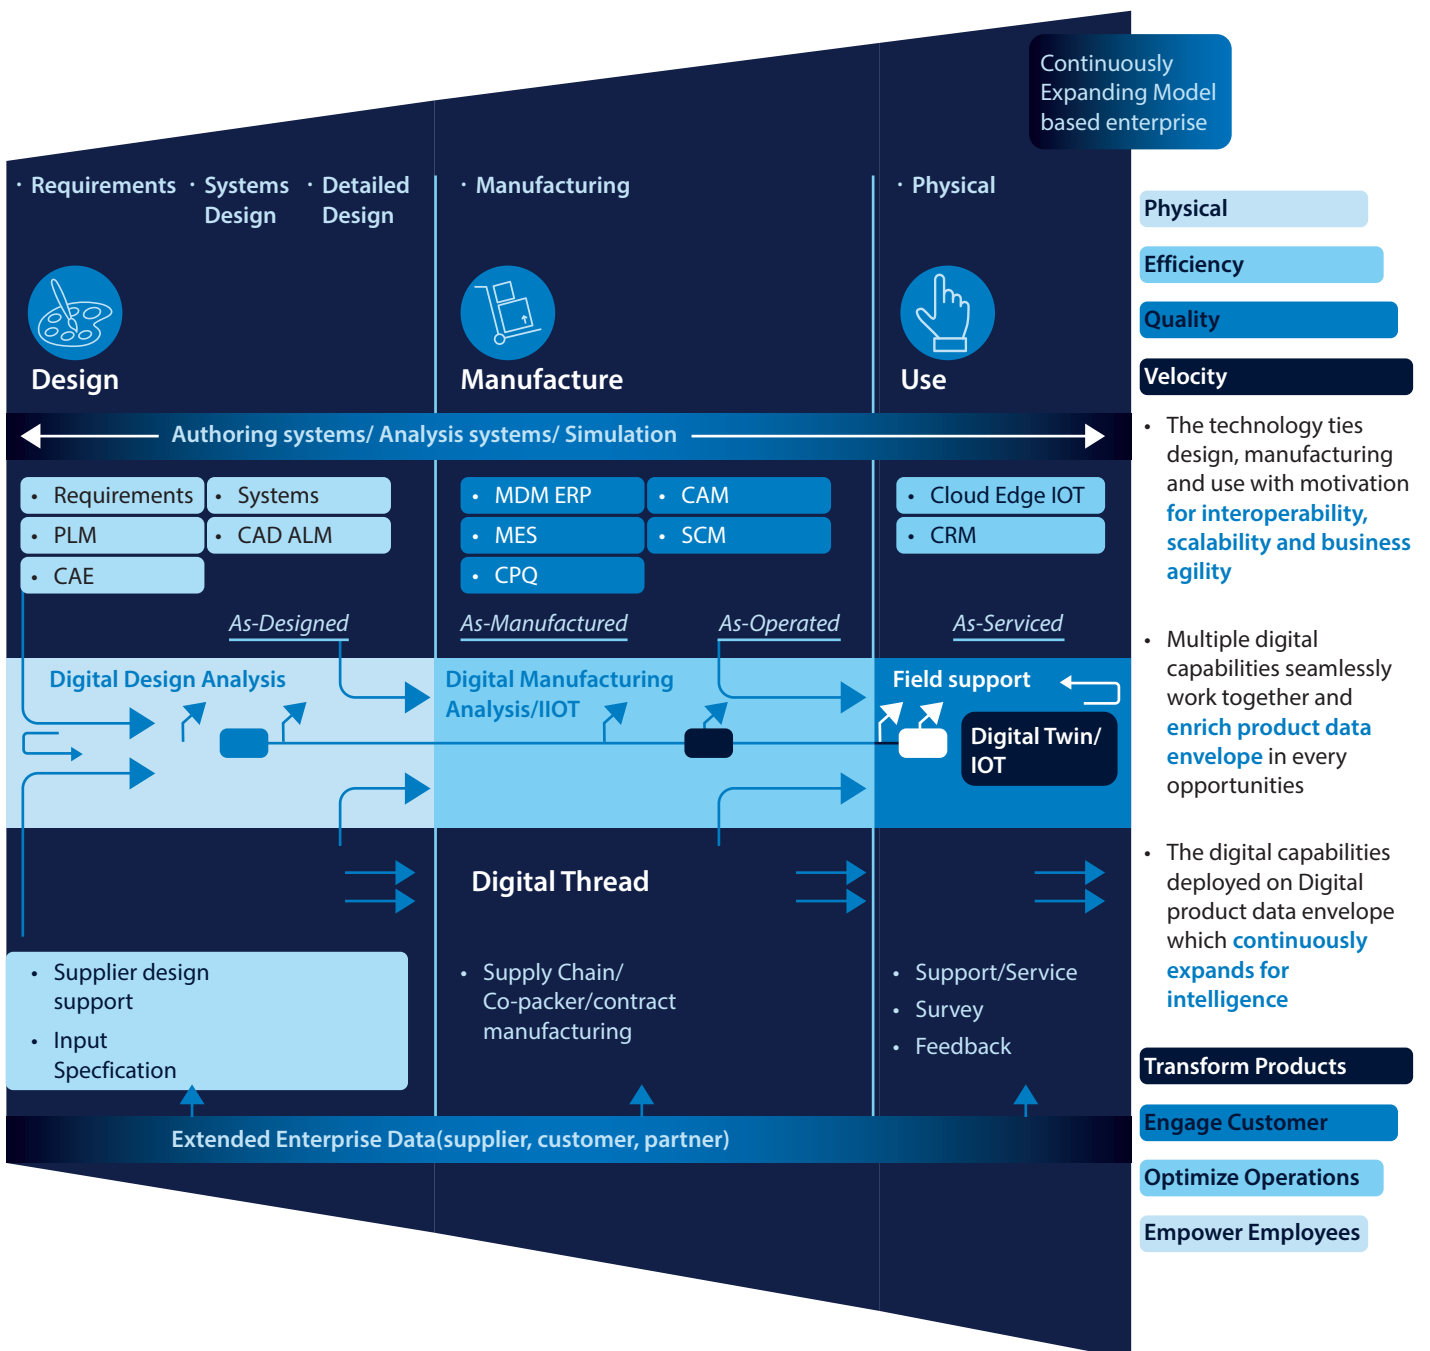 Continuously
Expanding Model
based enterprise
· Requirements · Systems · Detailed
Design Design
· Manufacturing
· Physical
Design
Manufacture
Use
Authoring systems/ Analysis systems/ Simulation
• Requirements
• Systems
• PLM
• CAD ALM
• CAE
• MDM ERP
• CAM
• MES
• SCM
• CPQ
• Cloud Edge IOT
• CRM
As-Designed
As-Manufactured
As-Operated
As-Serviced
Digital Design Analysis
Digital Manufacturing
Analysis/IIOT
Field support
Digital Twin/
IOT
Digital Thread
• Supplier design
support
• Input
Specfication
• Supply Chain/
Co-packer/contract
manufacturing
• Support/Service
• Survey
• Feedback
Extended Enterprise Data(supplier, customer, partner)
Physical
Efficiency
Quality
Velocity
• The technology ties
design, manufacturing
and use with motivation
for interoperability,
scalability and business
agility
• Multiple digital
capabilities seamlessly
work together and
enrich product data
envelope in every
opportunities
• The digital capabilities
deployed on Digital
product data envelope
which continuously
expands for
intelligence
Transform Products
Engage Customer
Optimize Operations
Empower Employees